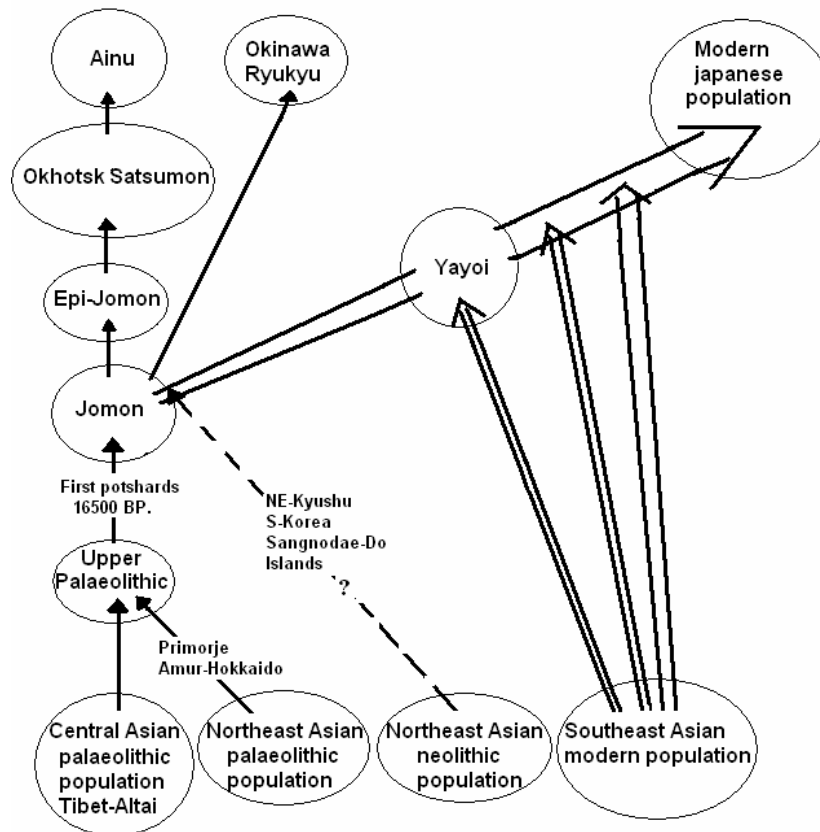 Ainu
Okinawa
Ryukyu
Modern
japanese
population
Okhotsk Satsumon
Yayoi
Epi-Jomon
Jomon
First potshards
16500 BP.
NE-Kyushu
S-Korea
Sangnodae-Do
Islands
?
Upper
Palaeolithic
Primorje
Amur-Hokkaido
Central Asian
palaeolithic
population
Tibet-Altai
Northeast Asian
palaeolithic
population
Northeast Asian
neolithic
population
Southeast Asian
modern population